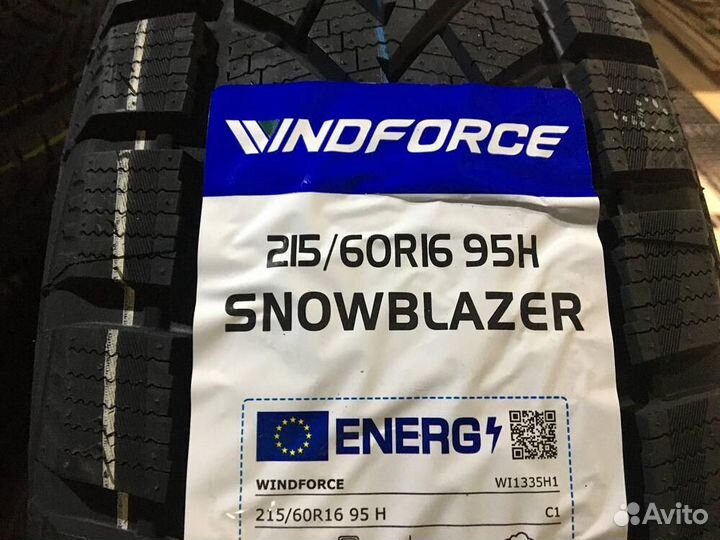 WINDFORCE
215/60R16 95H
SNOWBLAZER
ENERG
WINDFORCE WI1335H1
215/60R16 95 H C1
Avito